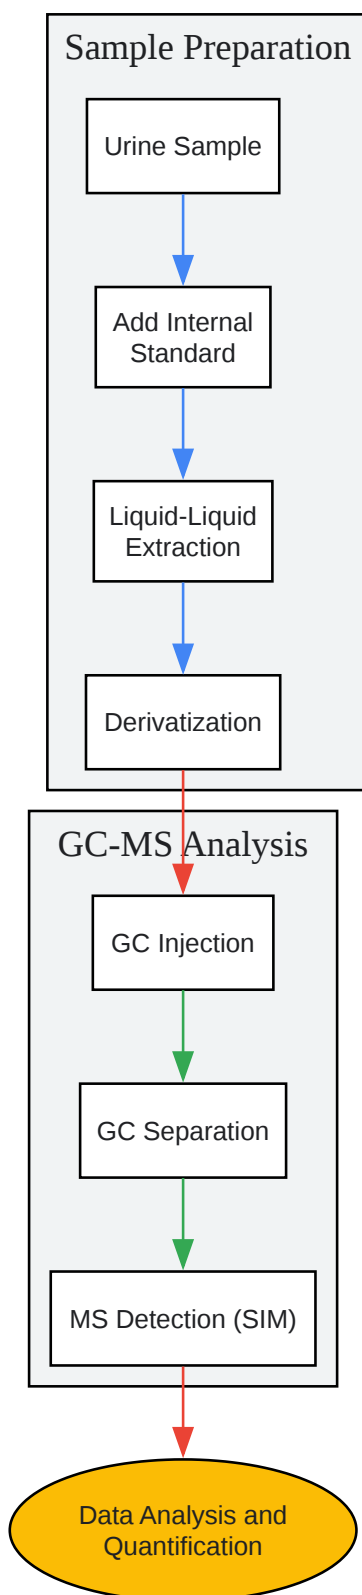 Sample Preparation
Urine Sample
Add Internal
Standard
Liquid-Liquid
Extraction
Derivatization
GC-MS Analysis
GC Injection
GC Separation
MS Detection (SIM)
Data Analysis and
Quantification